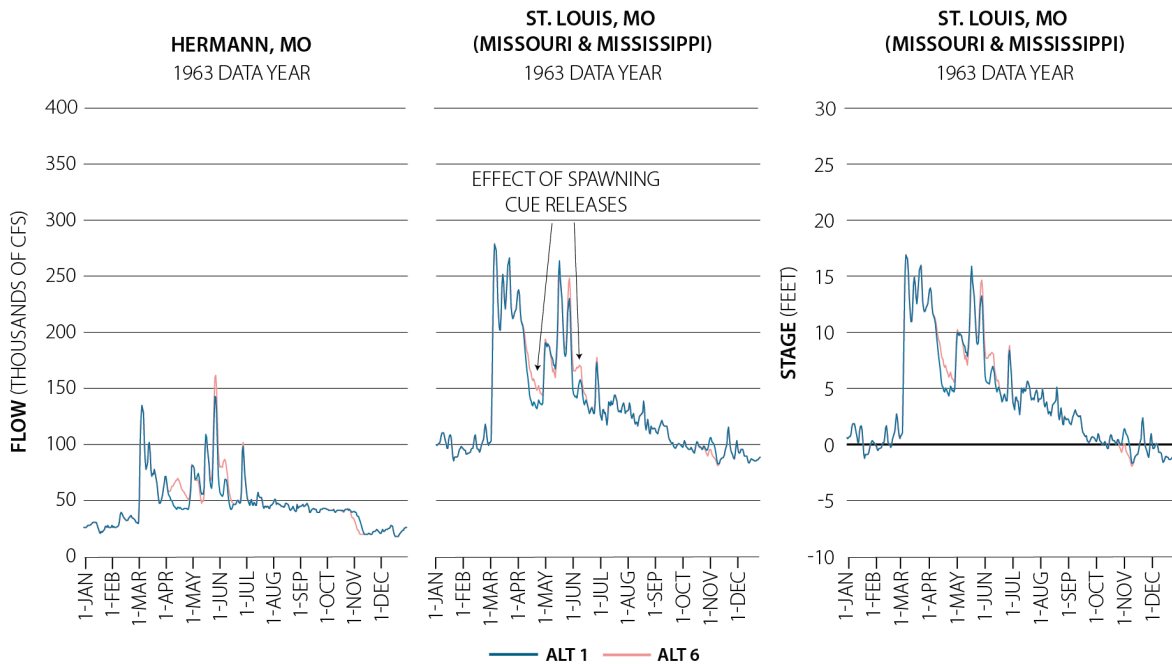 HERMANN, MO
1963 DATA YEAR
ST. LOUIS, MO
(MISSOURI & MISSISSIPPI)
1963 DATA YEAR
ST. LOUIS, MO
(MISSOURI & MISSISSIPPI)
1963 DATA YEAR
FLOW (THOUSANDS OF CFS)
400
350
300
250
200
150
100
50
0
1-JAN
1-FEB
1-MAR
1-APR
1-MAY
1-JUN
1-JUL
1-AUG
1-SEP
1-OCT
1-NOV
1-DEC
EFFECT OF SPAWNING
CUE RELEASES
1-JAN
1-FEB
1-MAR
1-APR
1-MAY
1-JUN
1-JUL
1-AUG
1-SEP
1-OCT
1-NOV
1-DEC
STAGE (FEET)
30
25
20
15
10
5
0
-5
-10
1-JAN
1-FEB
1-MAR
1-APR
1-MAY
1-JUN
1-JUL
1-AUG
1-SEP
1-OCT
1-NOV
1-DEC
ALT 1
ALT 6